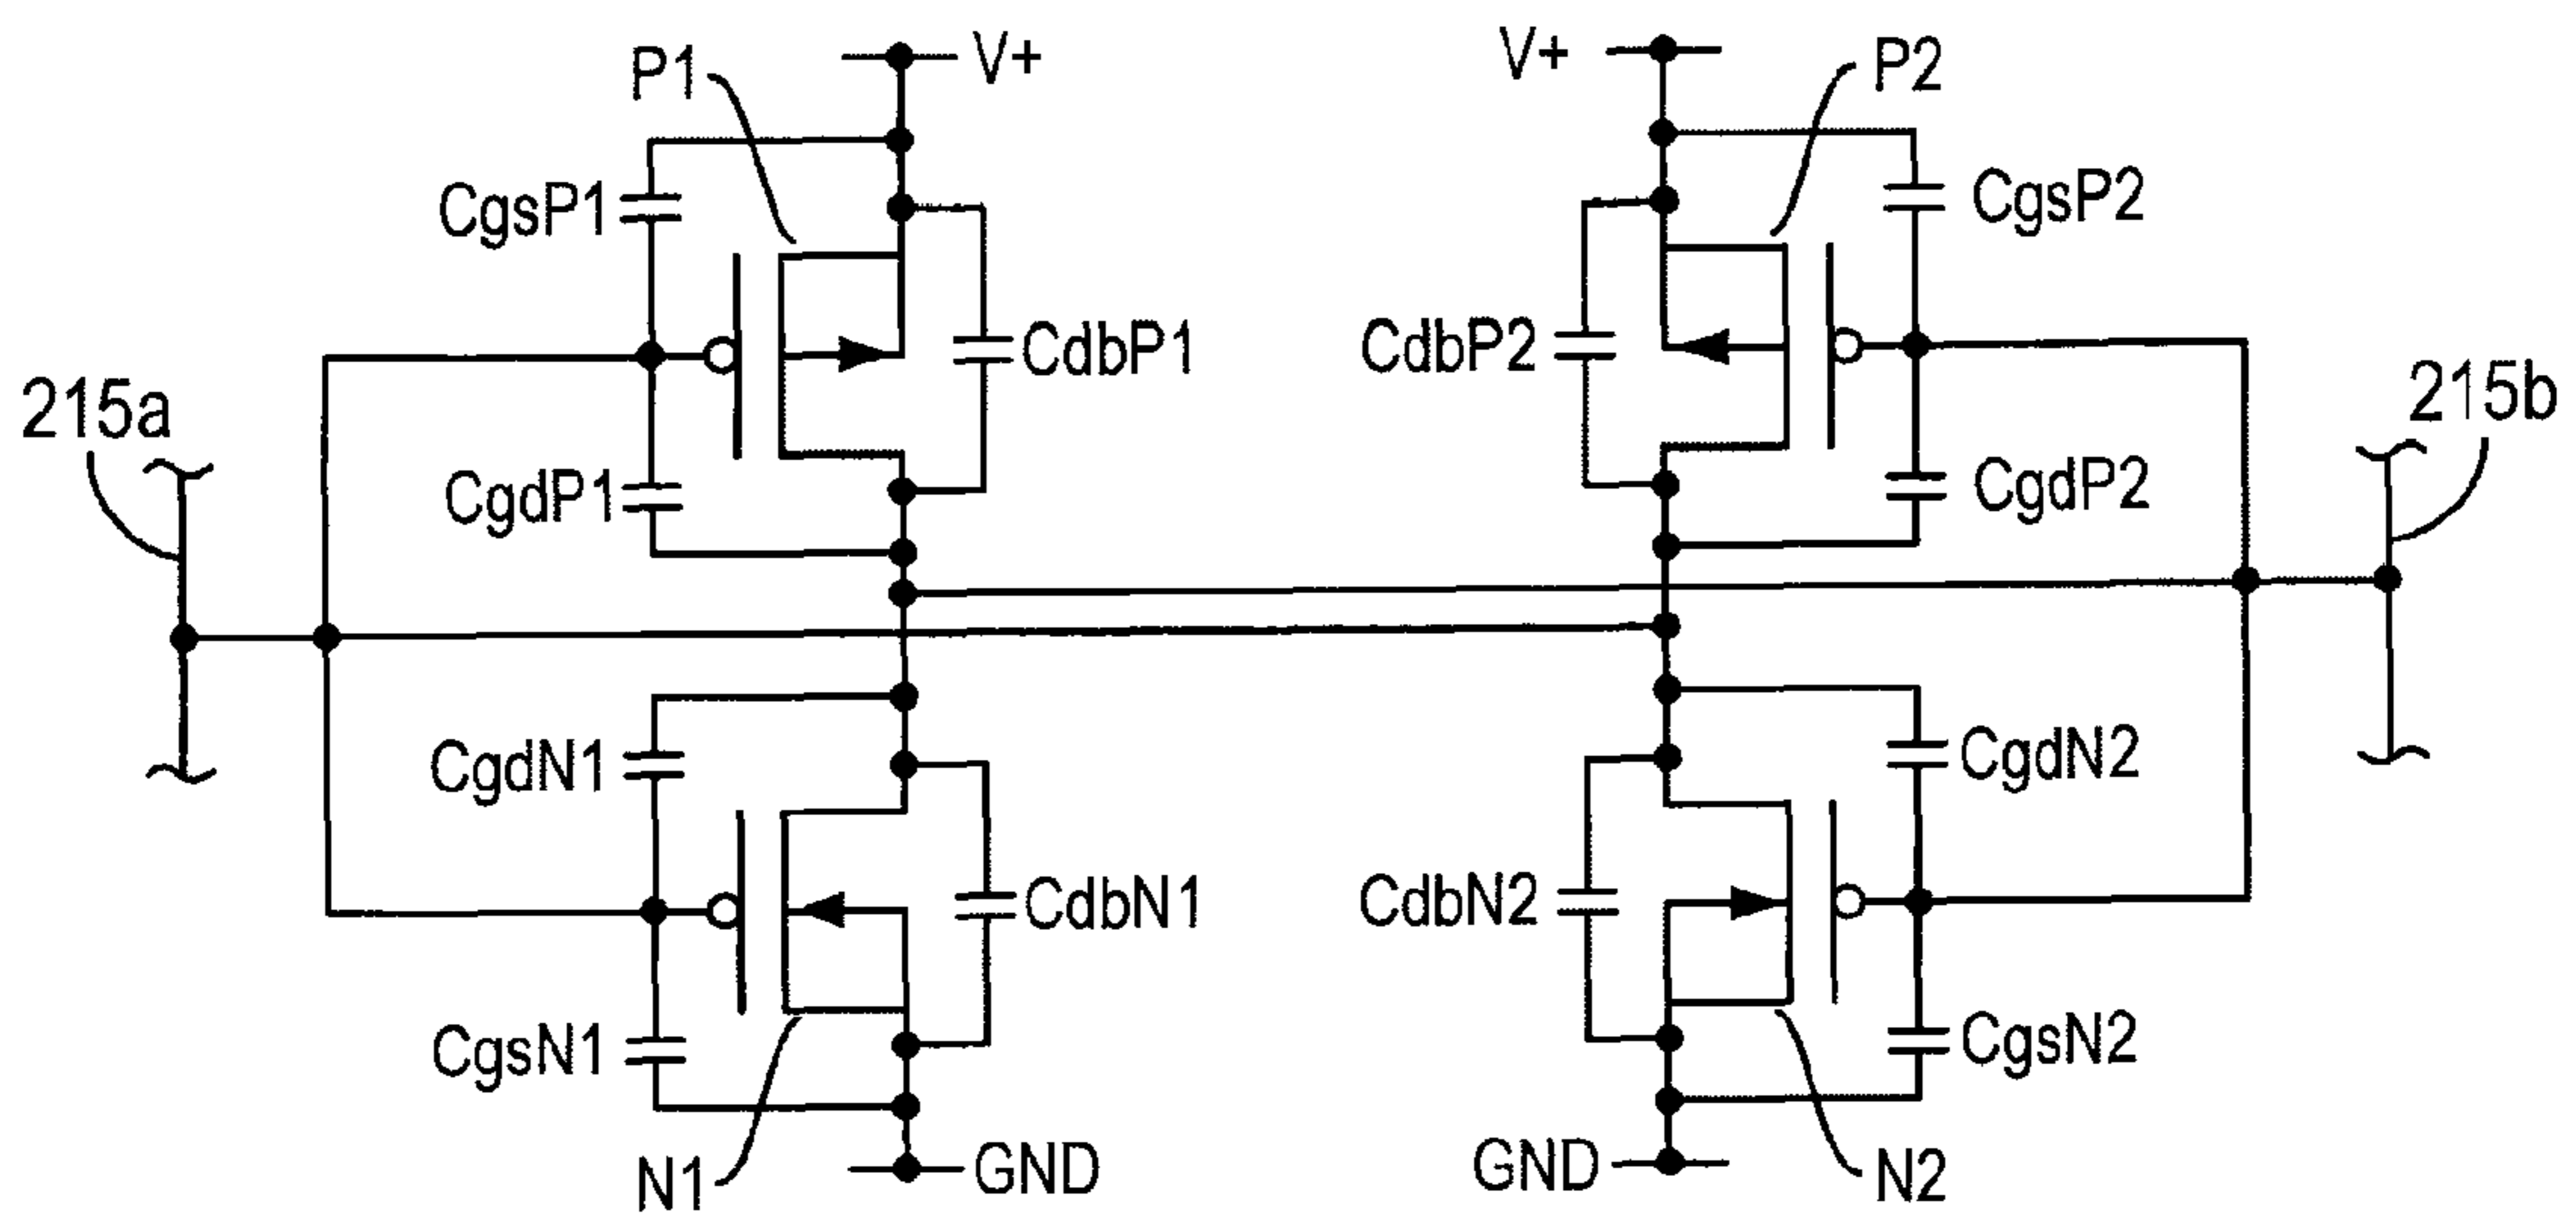 P1
V+
V+
P2
CgsP1
CgsP2
CdbP1
CdbP2
215a
215b
CgdP1
CgdP2
CgdN1
CgdN2
CdbN1
CdbN2
CgsN1
CgsN2
N1
GND
GND
N2